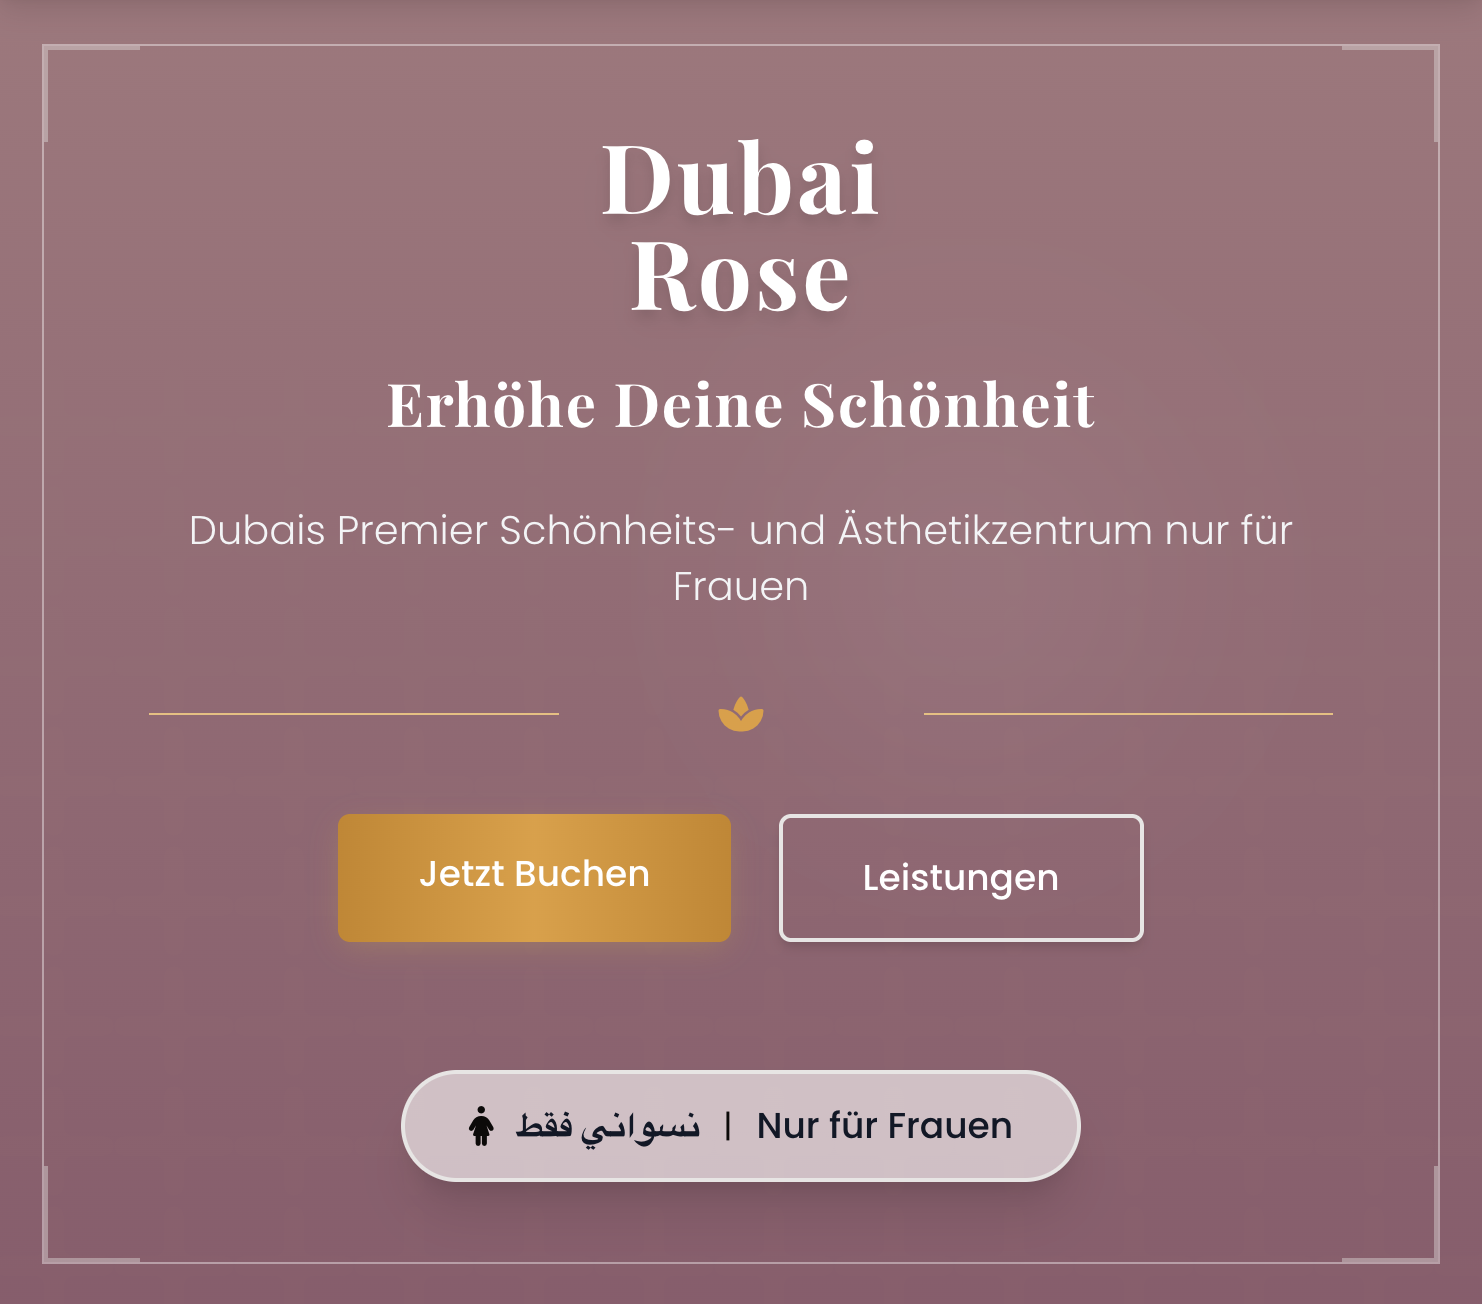 Dubai
Rose
Erhöhe Deine Schönheit
Dubais Premier Schönheits- und Ästhetikzentrum nur für
Frauen
Jetzt Buchen
Leistungen
نسواني فقط | Nur für Frauen